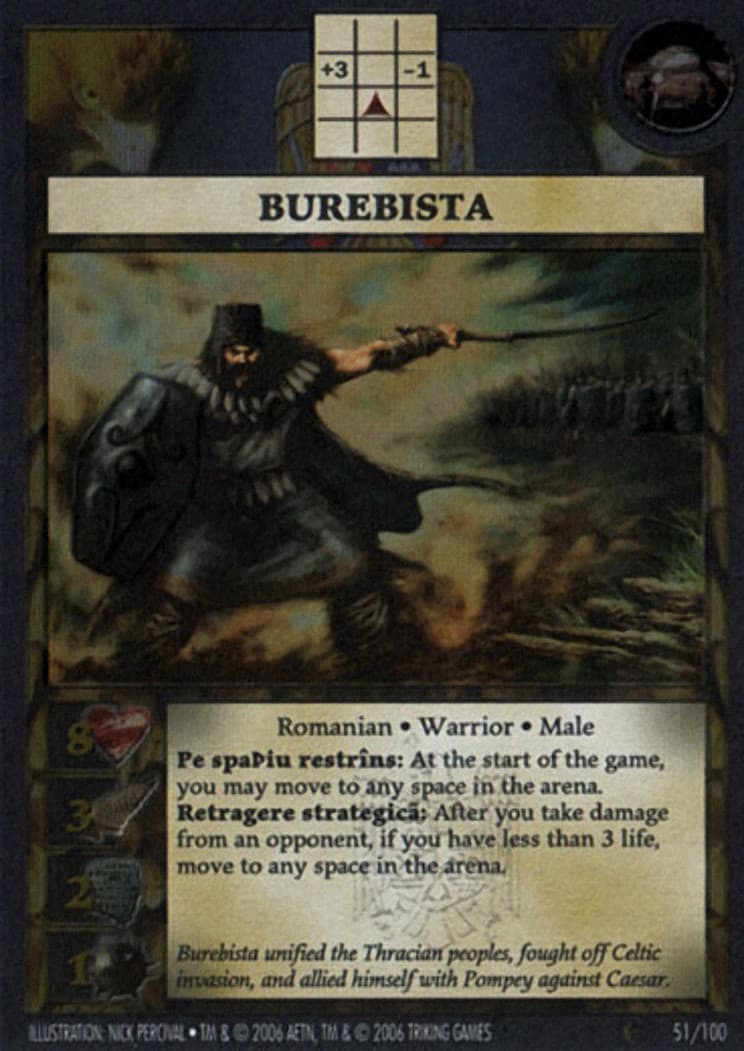 +3 -1
BUREBISTA
8
Romanian • Warrior • Male
Pe spaÞiu restrîns: At the start of the game,
you may move to any space in the arena.
3
Retragere strategicã: After you take damage
from an opponent, if you have less than 3 life,
move to any space in the arena.
2
1
Burebista unified the Thracian peoples, fought off Celtic
invasion, and allied himself with Pompey against Caesar.
ILLUSTRATION: NICK PERCIVAL • TM & © 2006 AETN, TM & © 2006 TRIKING GAMES C 51/100